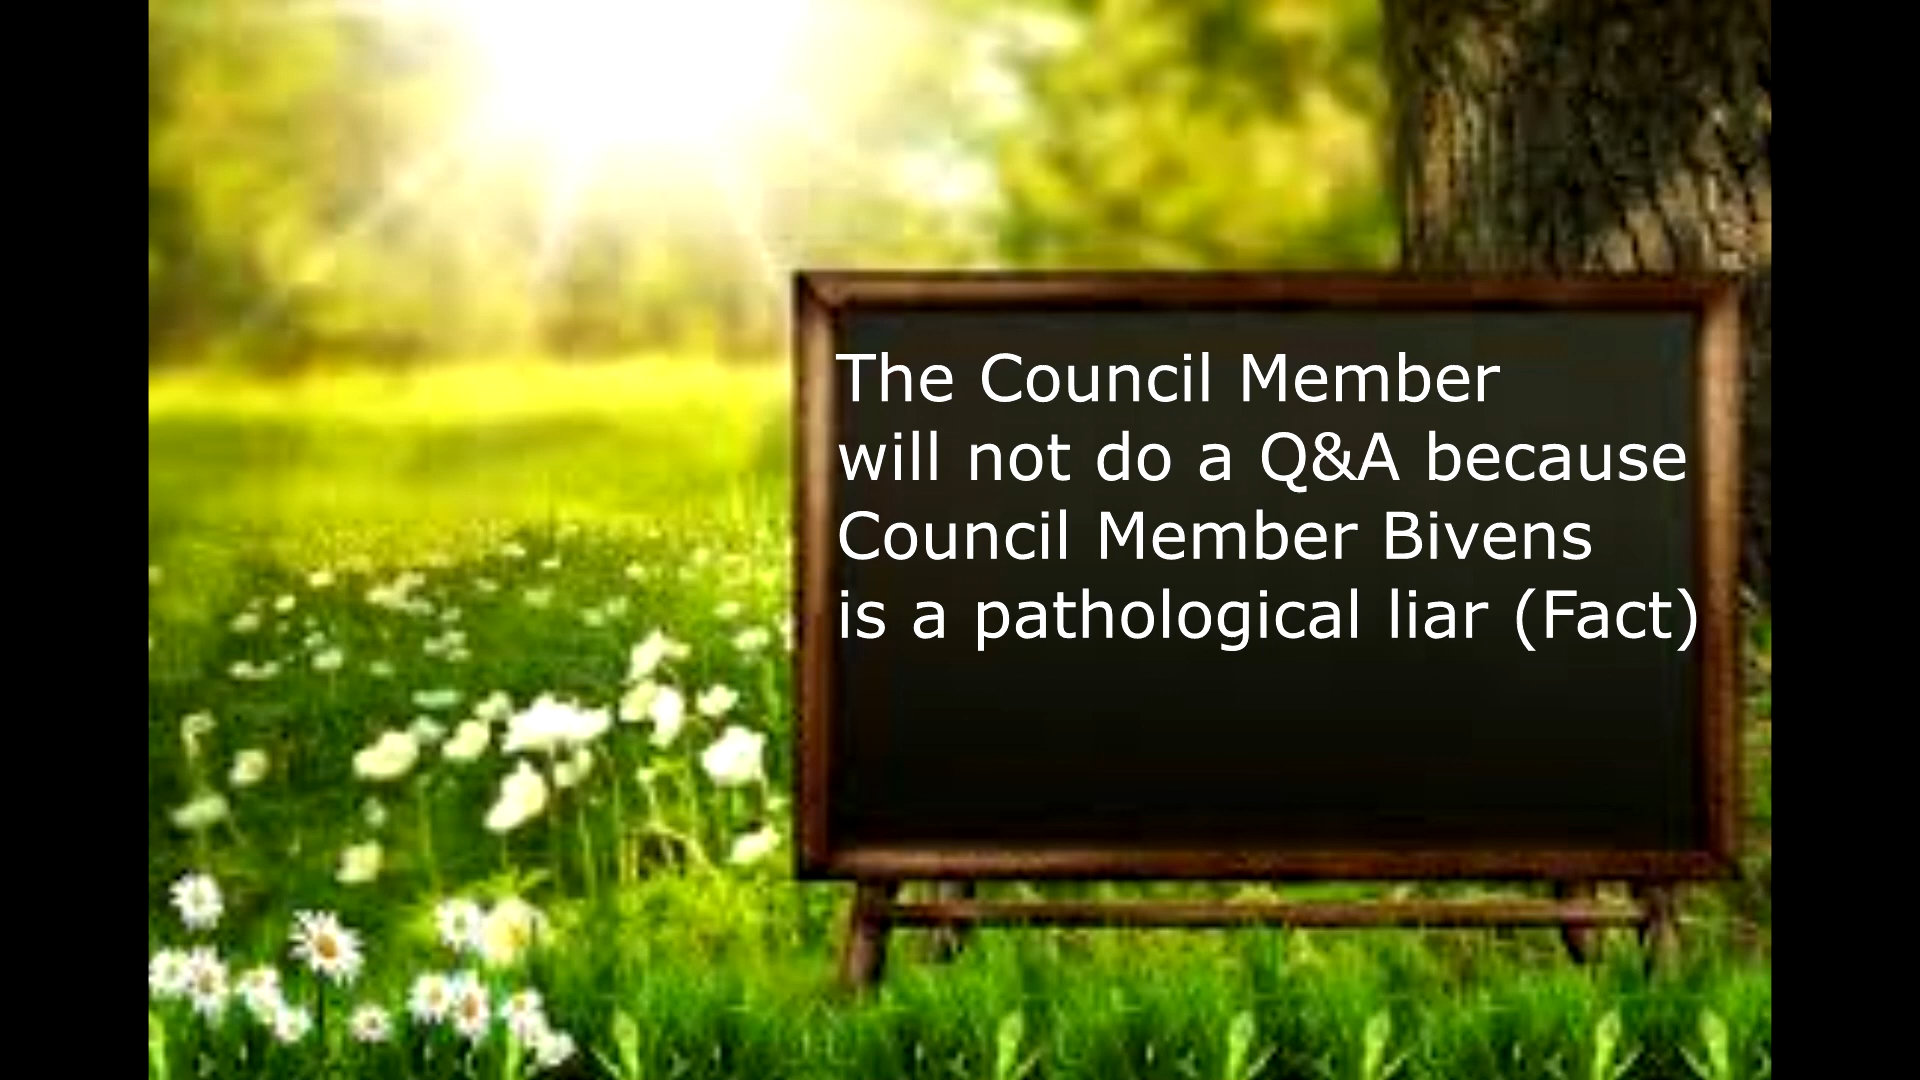 The Council Member
will not do a Q&A because
Council Member Bivens
is a pathological liar (Fact)